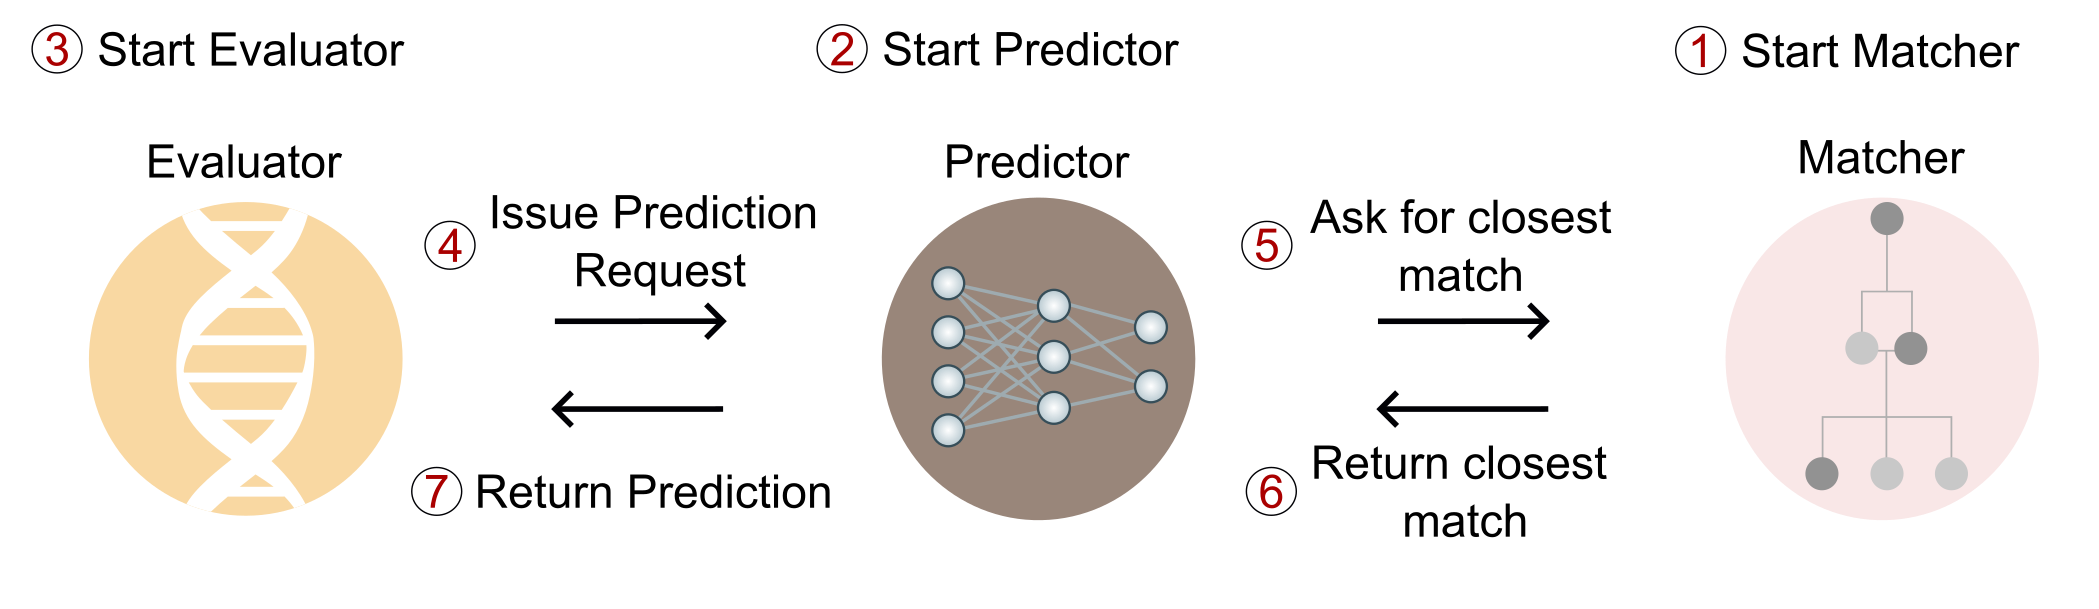 3 Start Evaluator
2 Start Predictor
1 Start Matcher
Evaluator
Predictor
Matcher
4 Issue Prediction
Request
5 Ask for closest
match
7 Return Prediction
6 Return closest
match